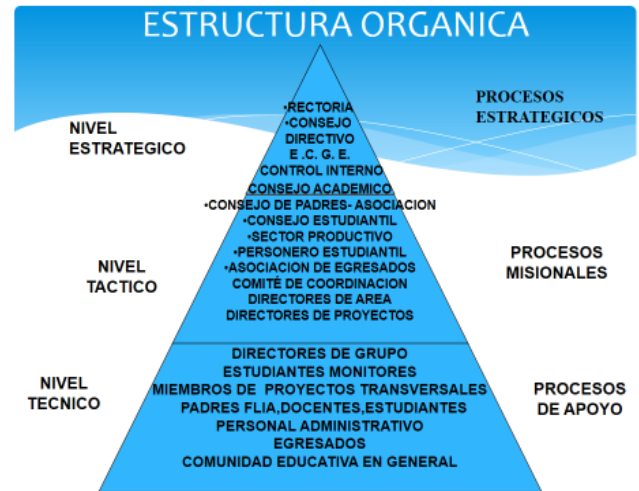 ESTRUCTURA ORGANICA
NIVEL
ESTRATEGICO
•RECTORIA
•CONSEJO
DIRECTIVO
E .C. G. E.
CONTROL INTERNO
CONSEJO ACADEMICO
PROCESOS
ESTRATEGICOS
NIVEL
TACTICO
•CONSEJO DE PADRES- ASOCIACION
•CONSEJO ESTUDIANTIL
•SECTOR PRODUCTIVO
•PERSONERO ESTUDIANTIL
•ASOCIACION DE EGRESADOS
COMITÉ DE COORDINACION
DIRECTORES DE AREA
DIRECTORES DE PROYECTOS
PROCESOS
MISIONALES
NIVEL
TECNICO
DIRECTORES DE GRUPO
ESTUDIANTES MONITORES
MIEMBROS DE PROYECTOS TRANSVERSALES
PADRES FLIA,DOCENTES,ESTUDIANTES
PERSONAL ADMINISTRATIVO
EGRESADOS
COMUNIDAD EDUCATIVA EN GENERAL
PROCESOS
DE APOYO